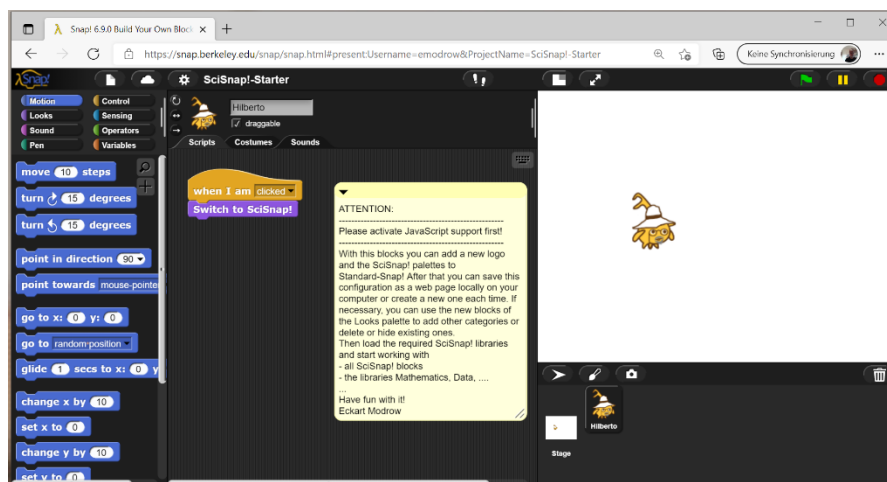 Snap! 6.9.0 Build Your Own Block
https://snap.berkeley.edu/snap/snap.html#present:Username=emodrow&ProjectName=SciSnap!-Starter
Keine Synchronisierung
Snap!
SciSnap!-Starter
Motion
Control
Looks
Sensing
Sound
Operators
Pen
Variables
Hilberto
draggable
Scripts
Costumes
Sounds
move 10 steps
turn 15 degrees
turn 15 degrees
point in direction 90
point towards mouse-pointer
go to x: 0 y: 0
go to random position
glide 1 secs to x: 0 y
change x by 10
set x to 0
change y by 10
set y to 0
when I am clicked
Switch to SciSnap!
ATTENTION:
Please activate JavaScript support first!
With this blocks you can add a new logo
and the SciSnap! palettes to
Standard-Snap! After that you can save this
configuration as a web page locally on your
computer or create a new one each time. If
necessary, you can use the new blocks of
the Looks palette to add other categories or
delete or hide existing ones.
Then load the required SciSnap! libraries
and start working with
- all SciSnap! blocks
- the libraries Mathematics, Data, ....
...
Have fun with it!
Eckart Modrow
Stage
Hilberto